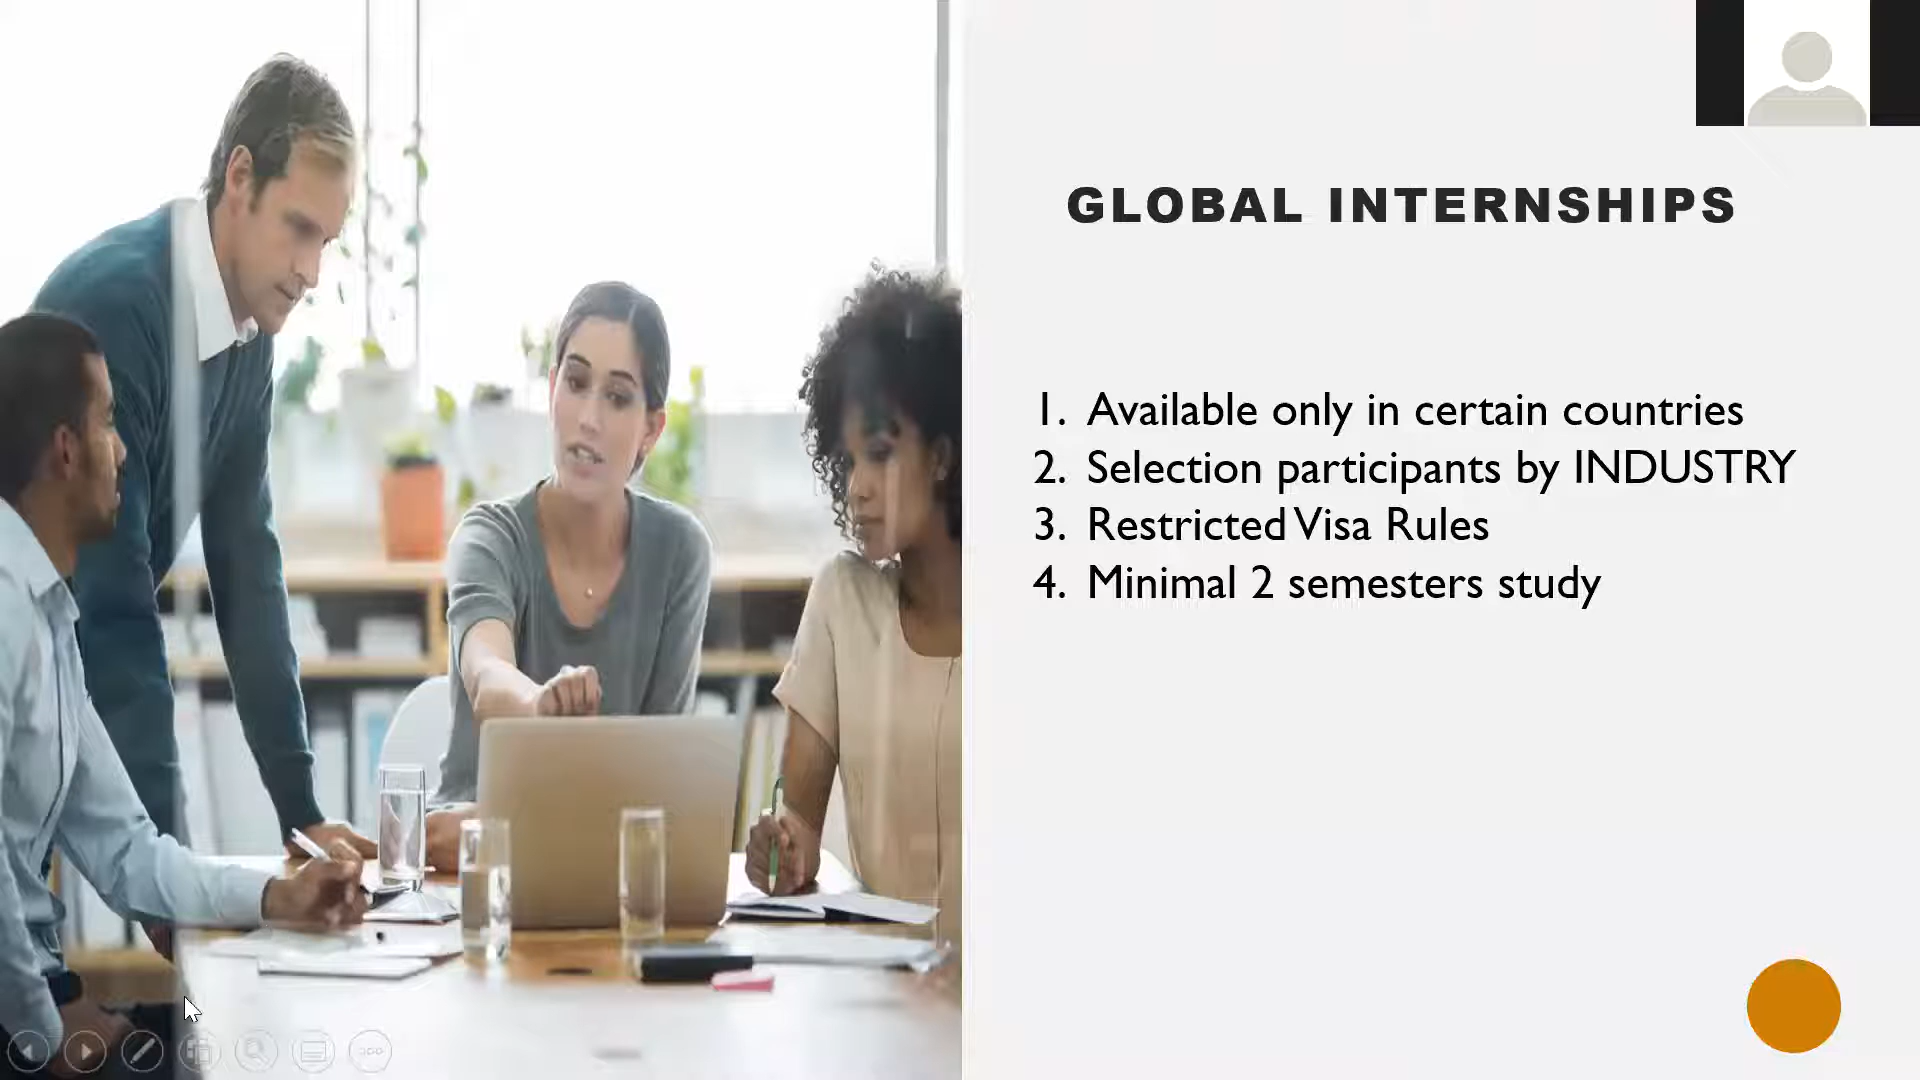 GLOBAL INTERNSHIPS
1. Available only in certain countries
2. Selection participants by INDUSTRY
3. Restricted Visa Rules
4. Minimal 2 semesters study